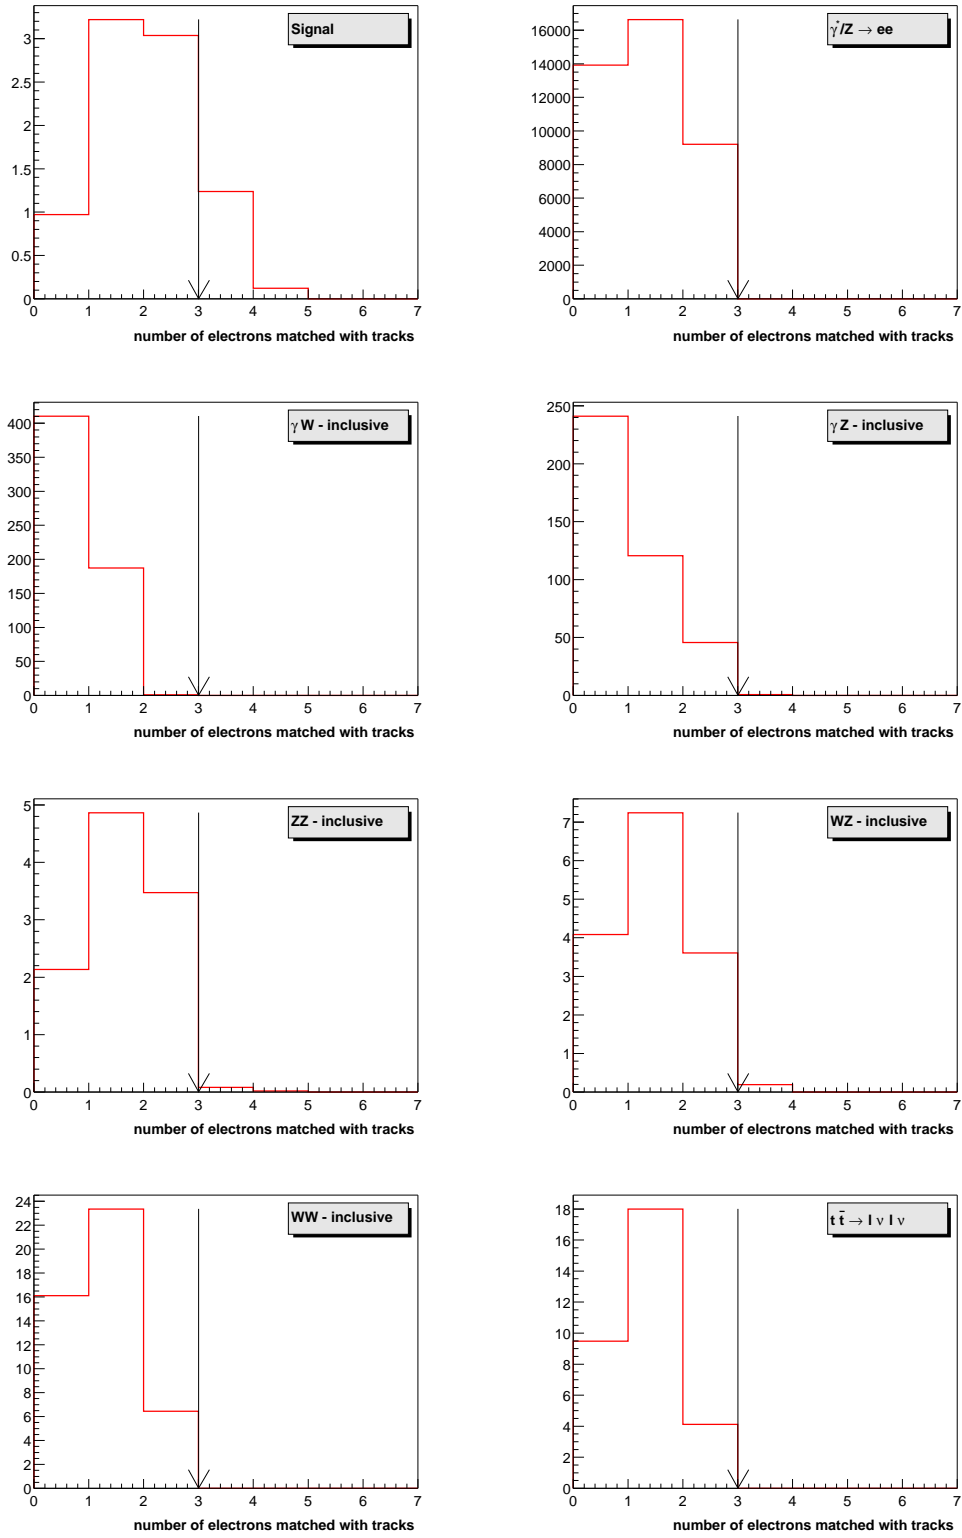 Signal
3
2.5
2
1.5
1
0.5
0
0 1 2 3 4 5 6 7
number of electrons matched with tracks
γ*/Z → ee
16000
14000
12000
10000
8000
6000
4000
2000
0
0 1 2 3 4 5 6 7
number of electrons matched with tracks
γ W - inclusive
400
350
300
250
200
150
100
50
0
0 1 2 3 4 5 6 7
number of electrons matched with tracks
γ Z - inclusive
250
200
150
100
50
0
0 1 2 3 4 5 6 7
number of electrons matched with tracks
ZZ - inclusive
5
4
3
2
1
0
0 1 2 3 4 5 6 7
number of electrons matched with tracks
WZ - inclusive
7
6
5
4
3
2
1
0
0 1 2 3 4 5 6 7
number of electrons matched with tracks
WW - inclusive
24
22
20
18
16
14
12
10
8
6
4
2
0
0 1 2 3 4 5 6 7
number of electrons matched with tracks
t t̄ → l ν l ν
18
16
14
12
10
8
6
4
2
0
0 1 2 3 4 5 6 7
number of electrons matched with tracks